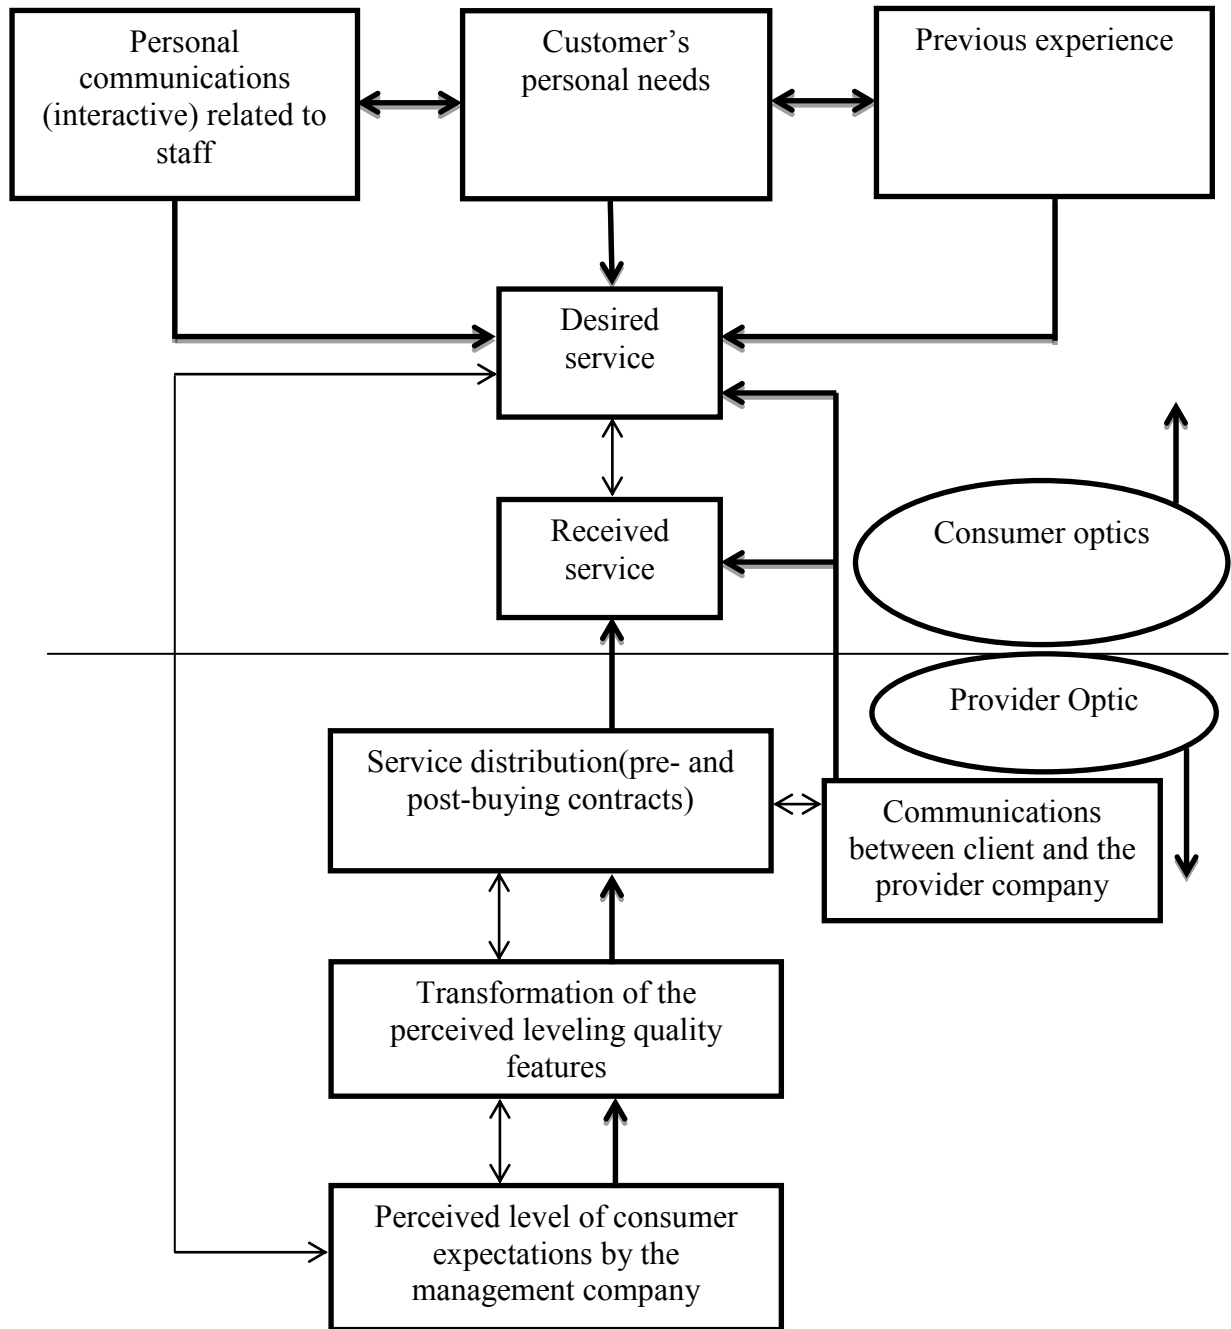 Personal
communications
(interactive) related to
staff
Customer’s
personal needs
Previous experience
Desired
service
Received
service
Consumer optics
Provider Optic
Service distribution(pre- and
post-buying contracts)
Communications
between client and the
provider company
Transformation of the
perceived leveling quality
features
Perceived level of consumer
expectations by the
management company